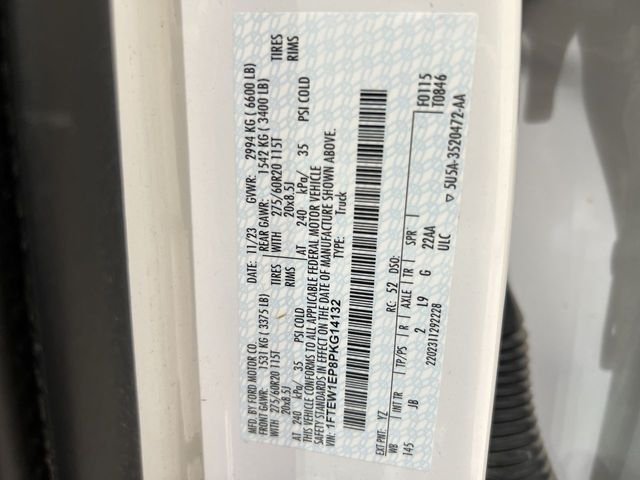 MFD. BY FORD MOTOR CO.
DATE: 11/23 GVWR: 2994 KG ( 6600 LB)
FRONT GAWR: 1531 KG ( 3375 LB) REAR GAWR: 1542 KG ( 3400 LB)
WITH 275/60R20 115T TIRES WITH 275/60R20 115T TIRES
20x8.5J RIMS 20x8.5J RIMS
AT 240 kPa/ 35 PSI COLD AT 240 kPa/ 35 PSI COLD
THIS VEHICLE CONFORMS TO ALL APPLICABLE FEDERAL MOTOR VEHICLE
SAFETY STANDARDS IN EFFECT ON THE DATE OF MANUFACTURE SHOWN ABOVE.
VIN: 1FTEW1EP8PKG14132 TYPE: Truck
F0115
T0846
EXT PNT: YZ RC: 52 DSO:
WB INT TR TP/PS R AXLE TR SPR
145 JB 2 L9 G 22AA
ULC
220231129222B
▽ 5U5A-3520472-AA